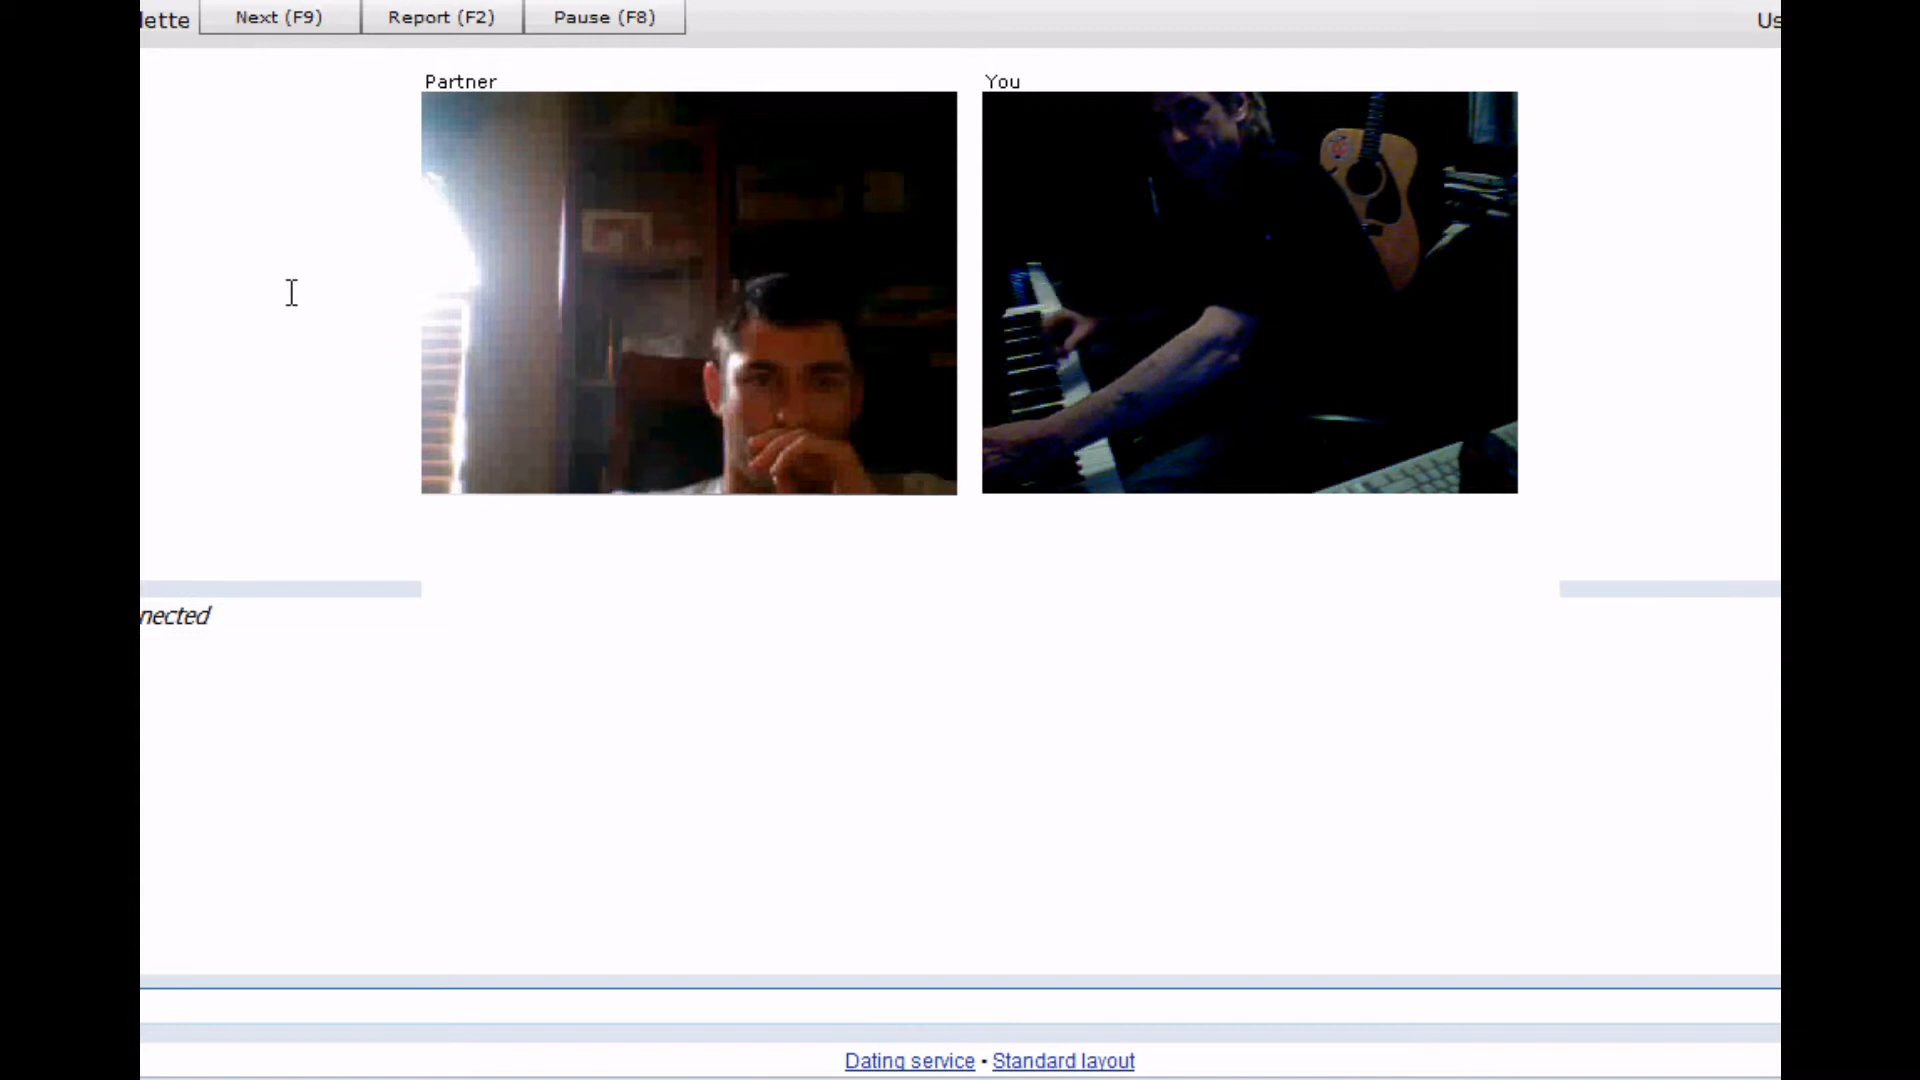 lette Next (F9) Report (F2) Pause (F8) Us
Partner You
nected
Dating service • Standard layout